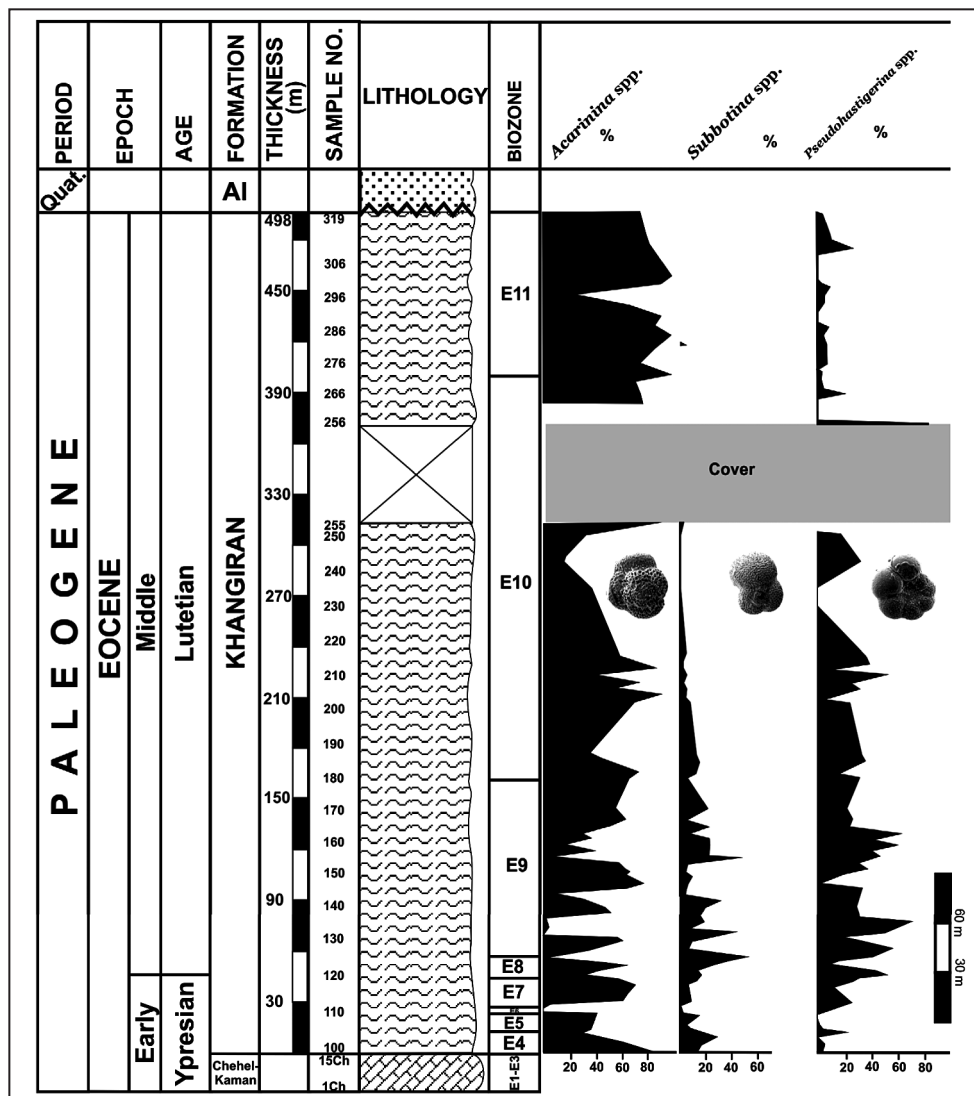 PERIOD
EPOCH
AGE
FORMATION
THICKNESS
(m)
SAMPLE NO.
LITHOLOGY
BIOZONE
Acarinina spp.
%
Subbotina spp.
%
Pseudohastigerina spp.
%
Quat.
Al
PALEOGENE
EOCENE
Middle
Early
Lutetian
Ypresian
KHANGIRAN
Chehel-
Kaman
498
450
390
330
270
210
150
90
30
319
306
296
286
276
266
256
255
250
240
230
220
210
200
190
180
170
160
150
140
130
120
110
100
15Ch
1Ch
E11
E10
E9
E8
E7
E5
E4
E1-E3
Cover
60 m
30 m
20 40 60 80
20 40 60
20 40 60 80